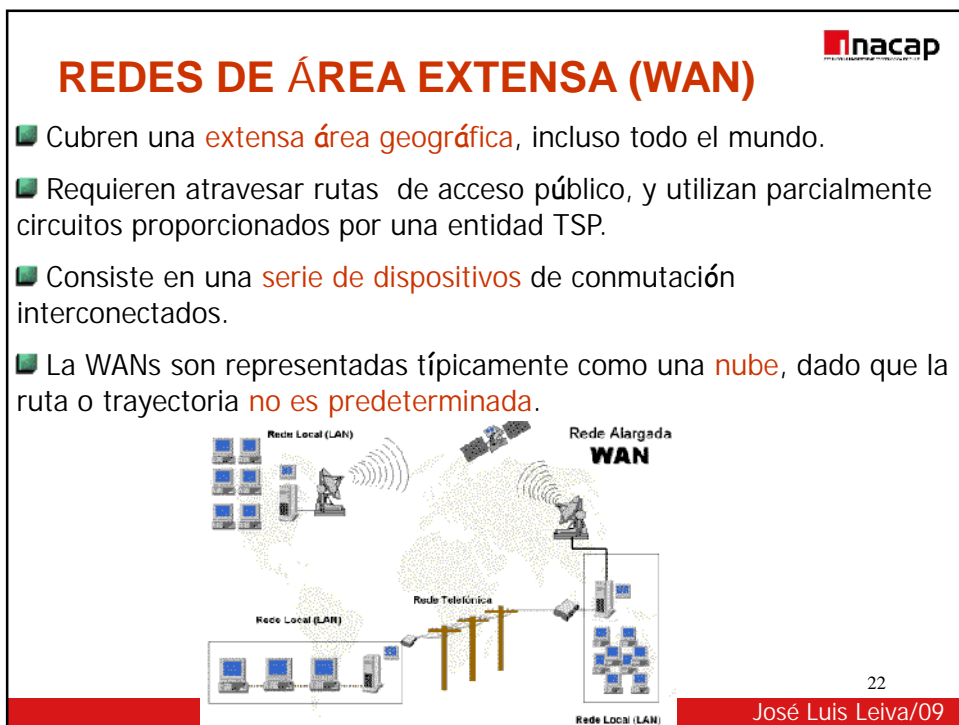 inacap
REDES DE ÁREA EXTENSA (WAN)
Cubren una extensa área geográfica, incluso todo el mundo.
Requieren atravesar rutas de acceso público, y utilizan parcialmente
circuitos proporcionados por una entidad TSP.
Consiste en una serie de dispositivos de conmutación
interconectados.
La WANs son representadas típicamente como una nube, dado que la
ruta o trayectoria no es predeterminada.
Rede Local (LAN)
Rede Alargada
WAN
Rede Telefónica
Rede Local (LAN)
Rede Local (LAN)
22
José Luis Leiva/09